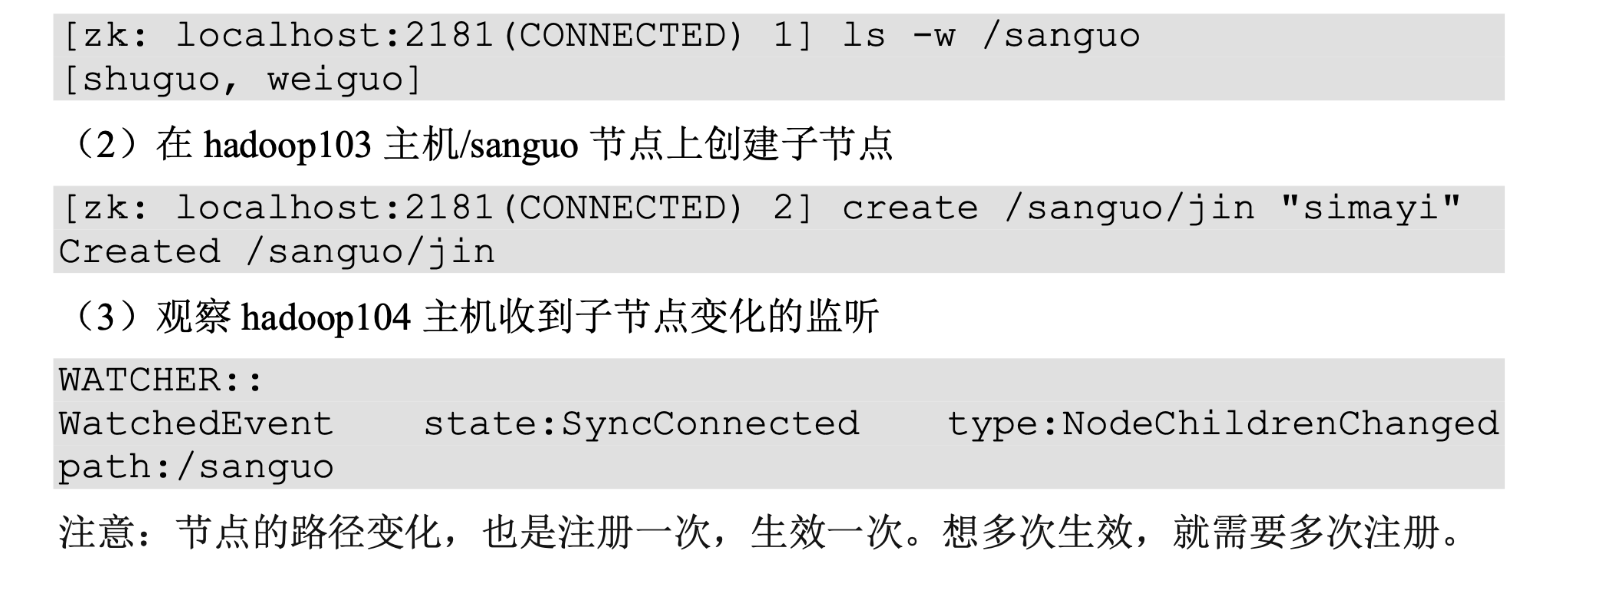 [zk: localhost:2181(CONNECTED) 1] ls -w /sanguo
[shuguo, weiguo]
（2）在 hadoop103 主机/sanguo 节点上创建子节点
[zk: localhost:2181(CONNECTED) 2] create /sanguo/jin "simayi"
Created /sanguo/jin
（3）观察 hadoop104 主机收到子节点变化的监听
WATCHER::
WatchedEvent state:SyncConnected type:NodeChildrenChanged
path:/sanguo
注意：节点的路径变化，也是注册一次，生效一次。想多次生效，就需要多次注册。